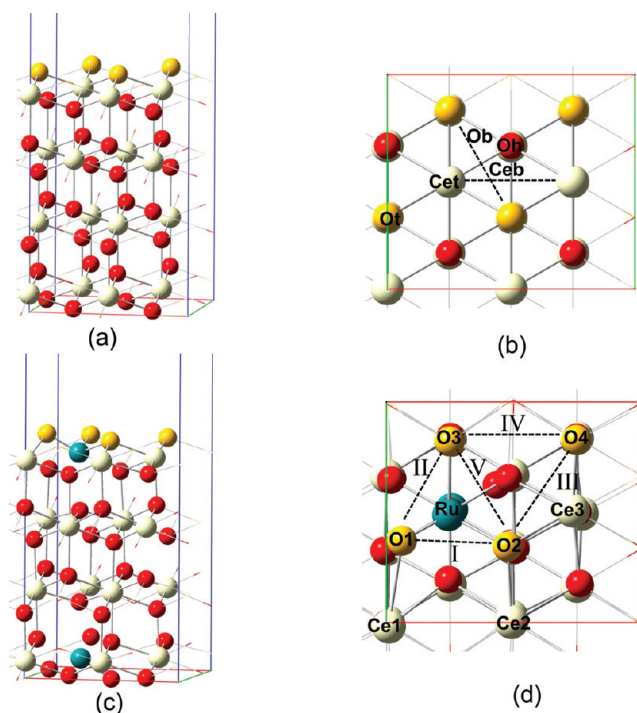 Ob
Oh
Ceb
Cet
Ot
(a)
(b)
IV
O3
O4
II
V
III
Ru
Ce3
O1
O2
I
Ce1
Ce2
(c)
(d)